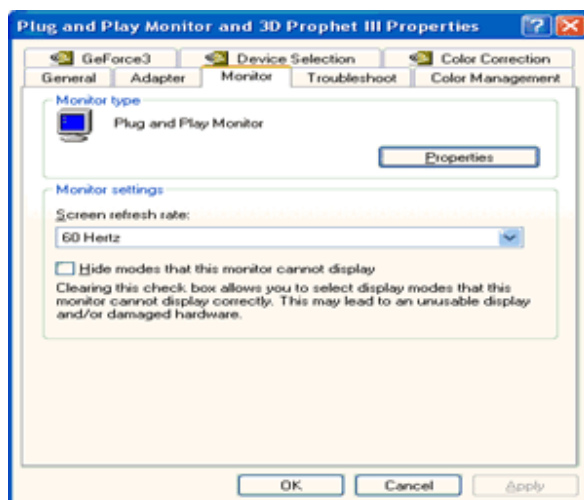 Plug and Play Monitor and 3D Prophet III Properties
GeForce3 Device Selection Color Correction
General Adapter Monitor Troubleshoot Color Management
Monitor type
Plug and Play Monitor
Properties
Monitor settings
Screen refresh rate:
60 Hertz
Hide modes that this monitor cannot display
Clearing this check box allows you to select display modes that this
monitor cannot display correctly. This may lead to an unusable display
and/or damaged hardware.
OK Cancel Apply